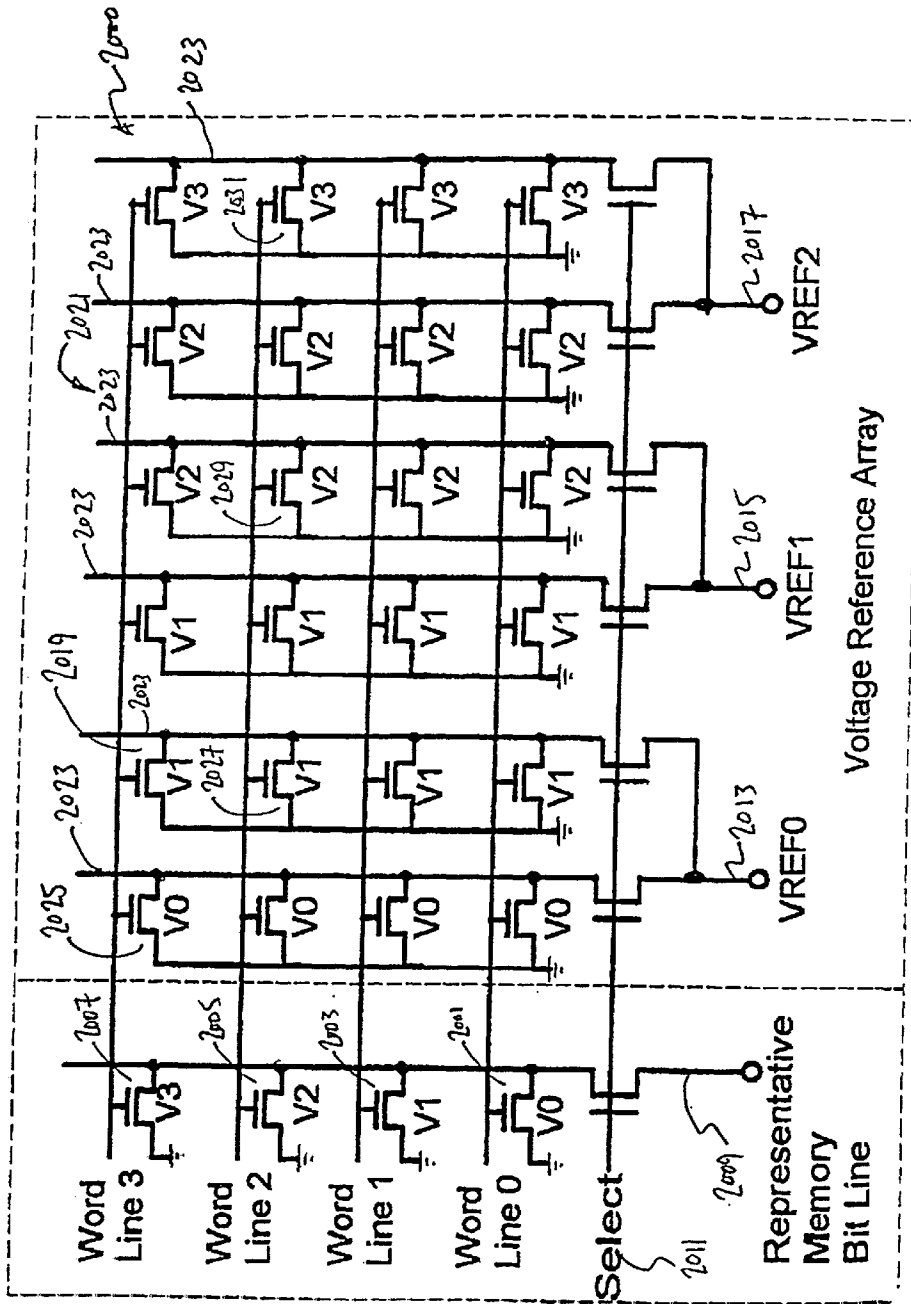 2000
2023
2023
2021
2023
2023
2019
2023
2023
2025
Word
Line 3
2007
V3
V0
V1
V1
V2
V2
V3
2031
Word
Line 2
2005
V2
V0
2027
V1
V1
2029
V2
V2
V3
Word
Line 1
2003
V1
V0
V1
V1
V2
V2
V3
Word
Line 0
2001
V0
V0
V1
V1
V2
V2
V3
Select
2011
2009
2013
2015
2017
VREF0
VREF1
VREF2
Representative
Memory
Bit Line
Voltage Reference Array